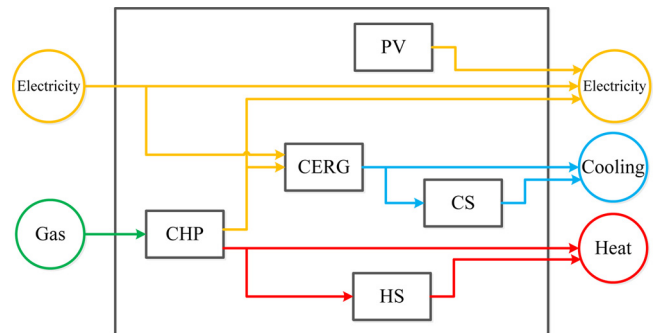 PV
Electricity
Electricity
CERG
Cooling
CS
Gas
CHP
Heat
HS